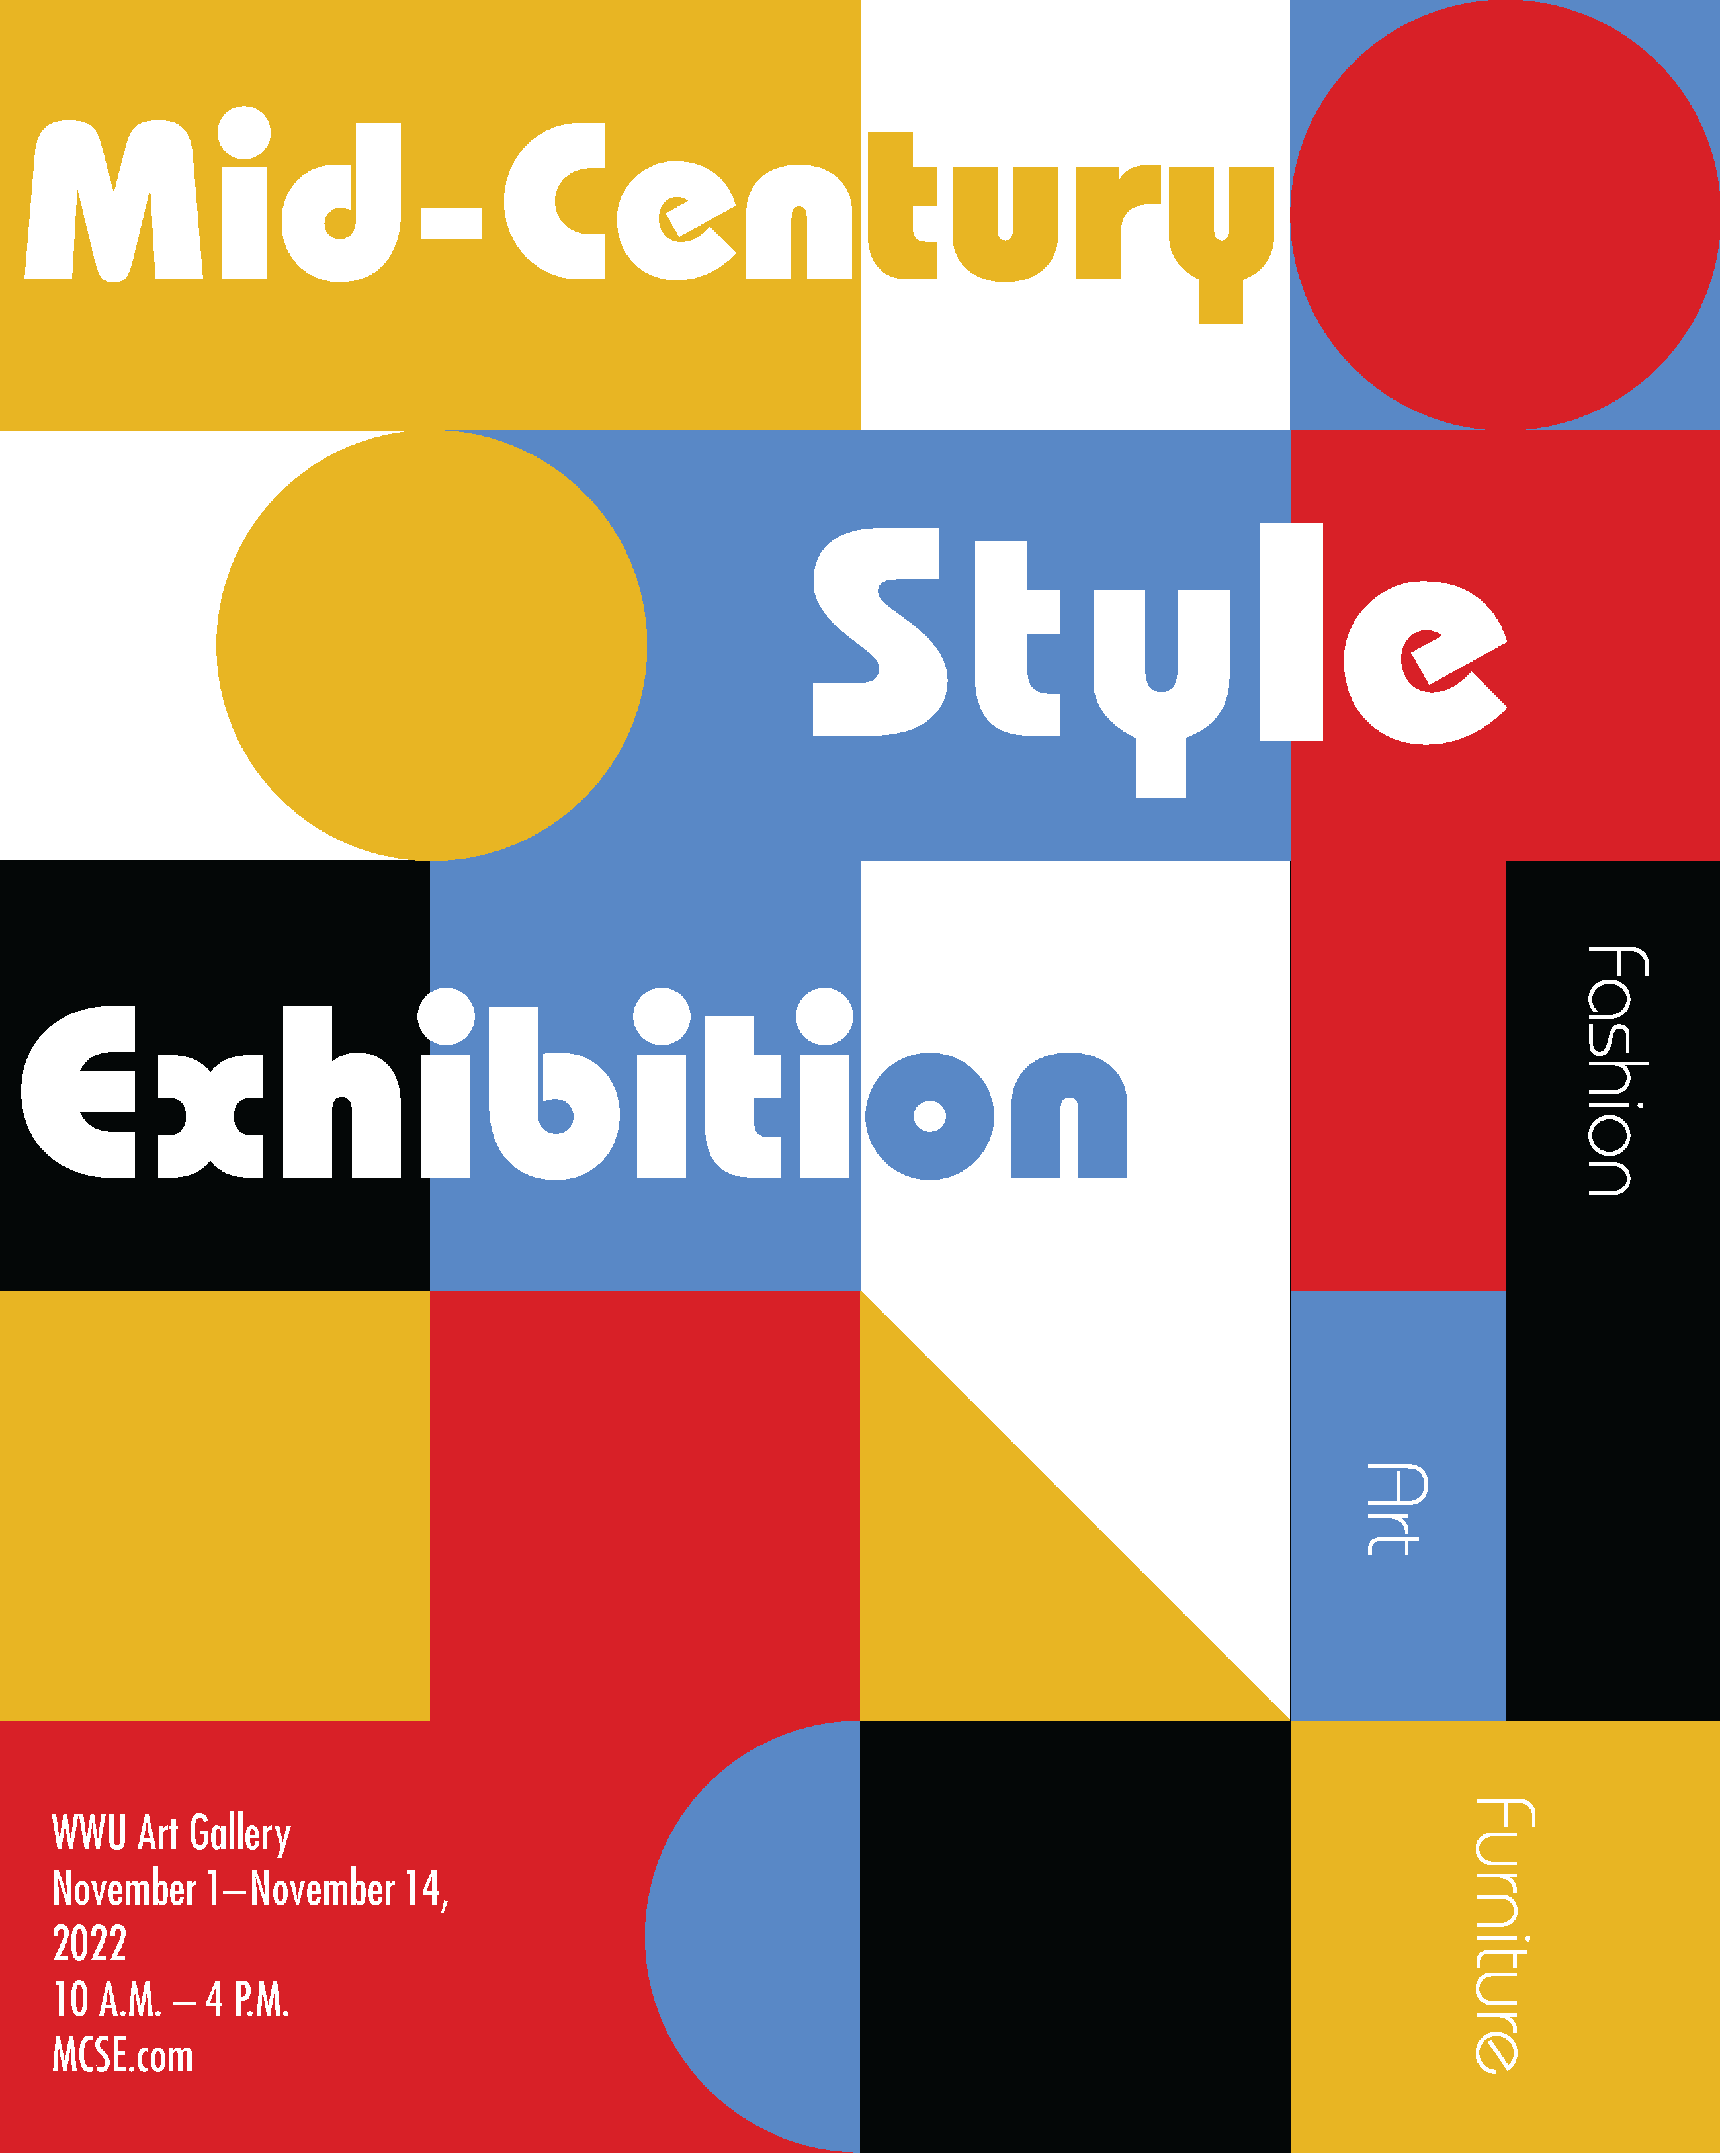 Mid-Century
Style
Exhibition
Fashion
Art
Furniture
WWU Art Gallery
November 1–November 14,
2022
10 A.M. – 4 P.M.
MCSE.com